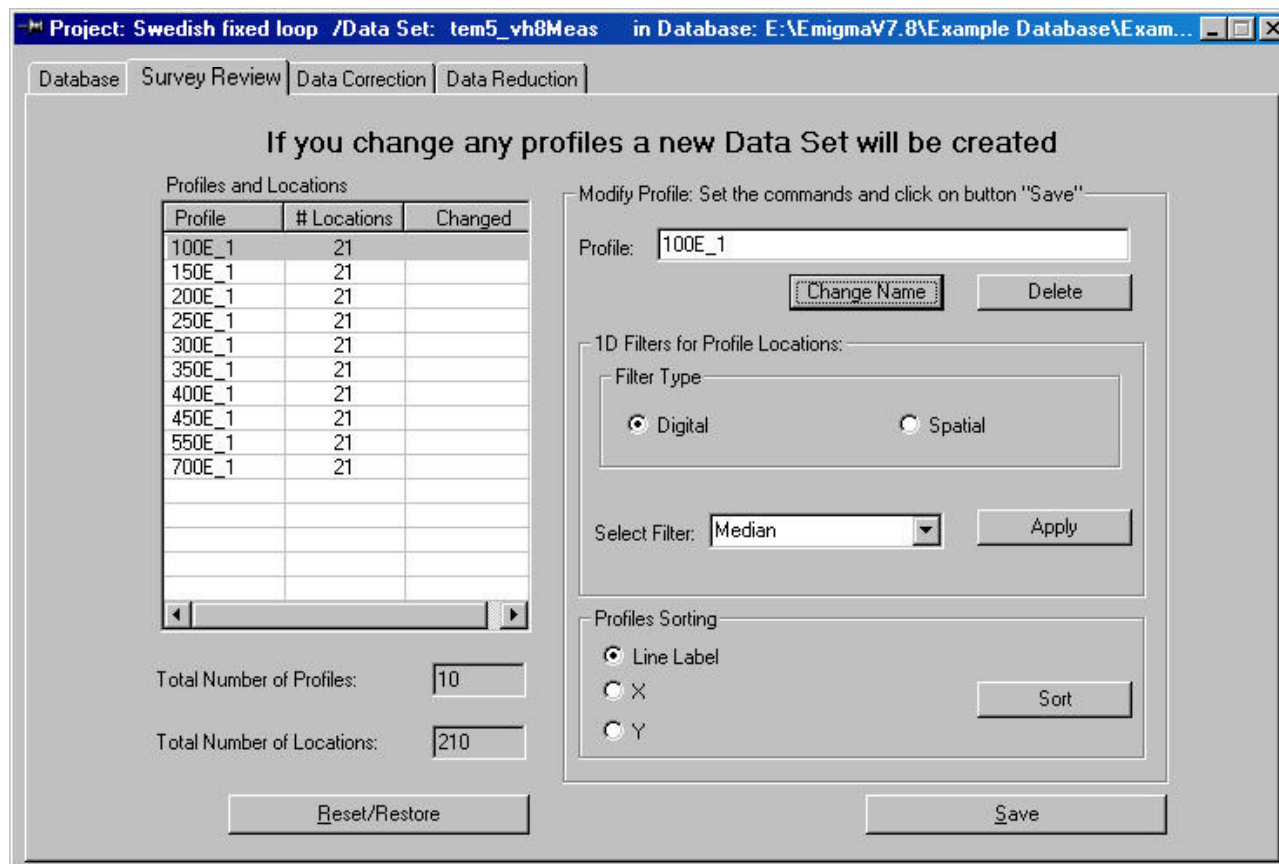 Project: Swedish fixed loop /Data Set: tem5_vh8Meas in Database: E:\EmigmaV7.8\Example Database\Exam...
Database Survey Review Data Correction Data Reduction
If you change any profiles a new Data Set will be created
Profiles and Locations
Profile # Locations Changed
100E_1 21
150E_1 21
200E_1 21
250E_1 21
300E_1 21
350E_1 21
400E_1 21
450E_1 21
550E_1 21
700E_1 21
Total Number of Profiles: 10
Total Number of Locations: 210
Reset/Restore
Modify Profile: Set the commands and click on button "Save"
Profile: 100E_1
Change Name Delete
1D Filters for Profile Locations:
Filter Type
Digital Spatial
Select Filter: Median Apply
Profiles Sorting
Line Label
X
Y
Sort
Save